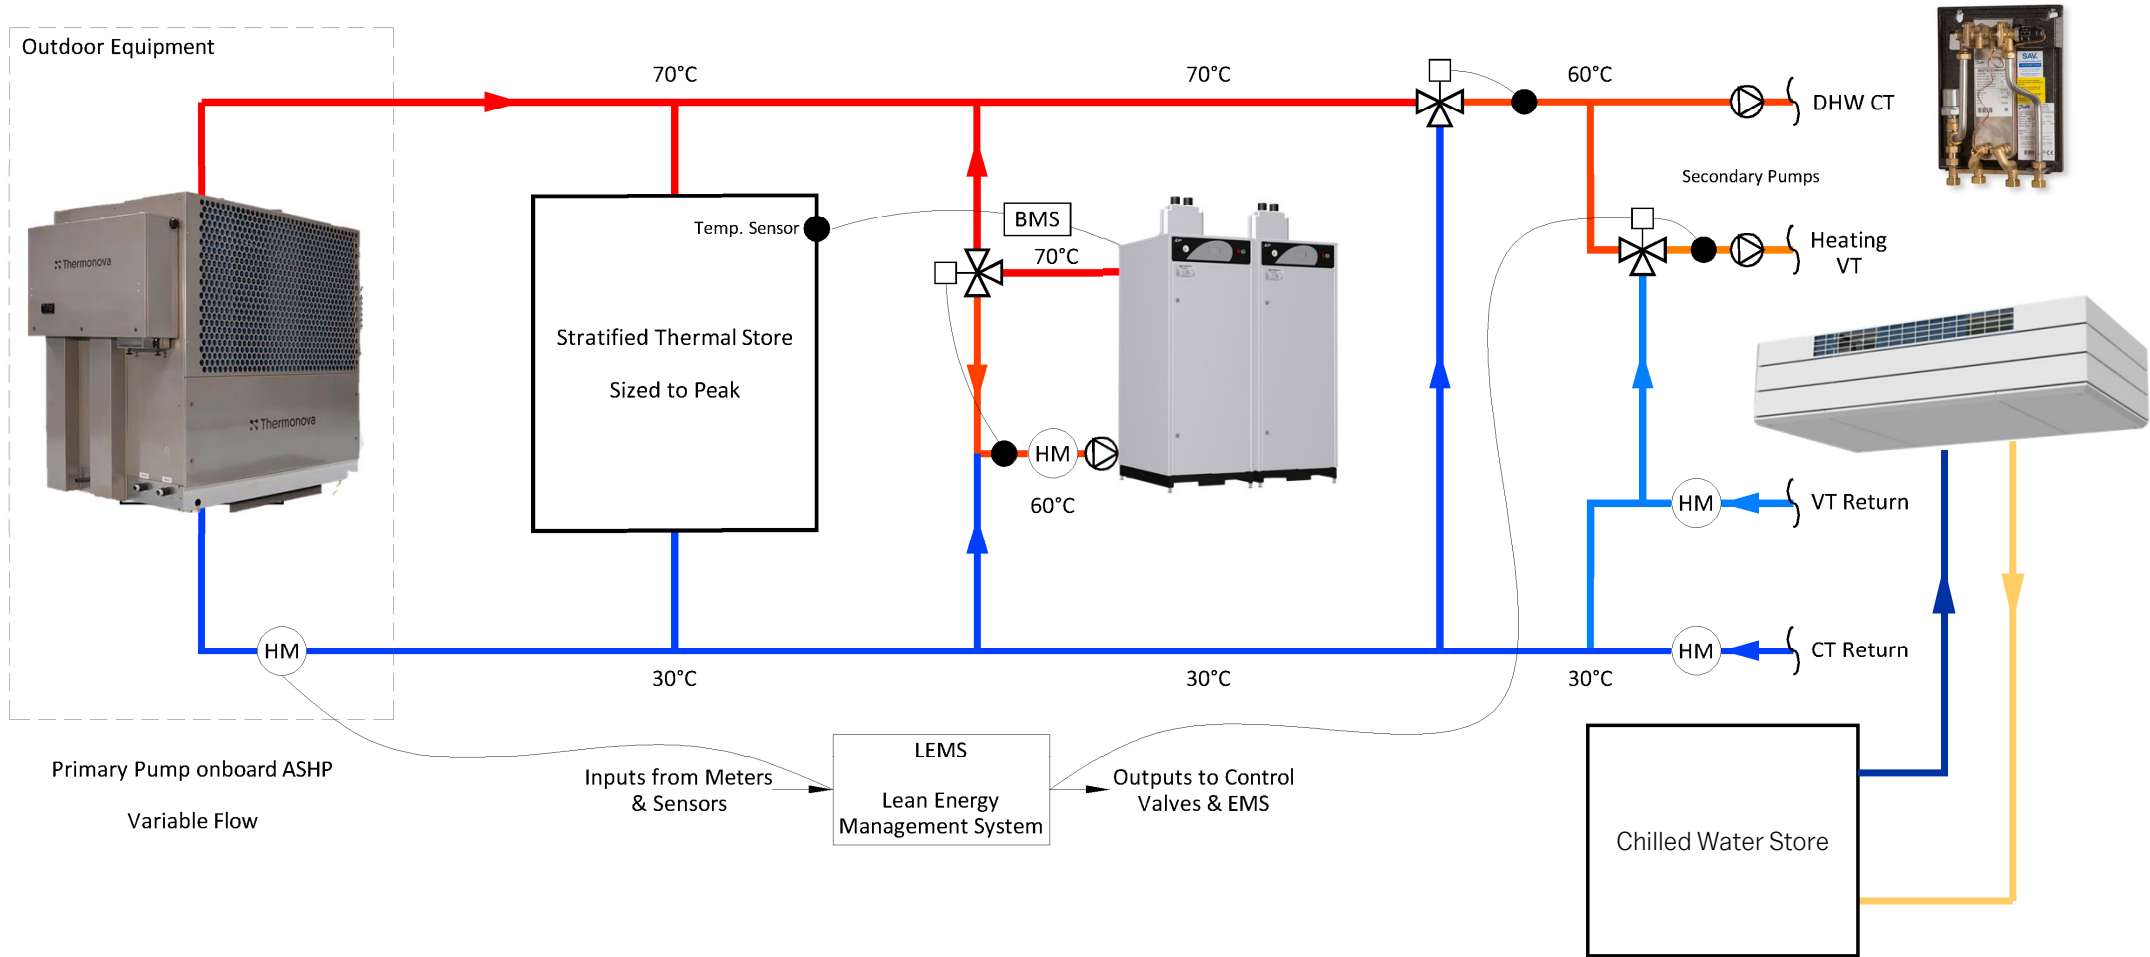 Outdoor Equipment
70°C
70°C
60°C
DHW CT
SAV
Secondary Pumps
Temp. Sensor
BMS
Heating
VT
70°C
Thermonova
Stratified Thermal Store
Sized to Peak
Thermonova
HM
60°C
HM
VT Return
HM
HM
CT Return
30°C
30°C
30°C
Primary Pump onboard ASHP
Variable Flow
Inputs from Meters
& Sensors
LEMS
Lean Energy
Management System
Outputs to Control
Valves & EMS
Chilled Water Store